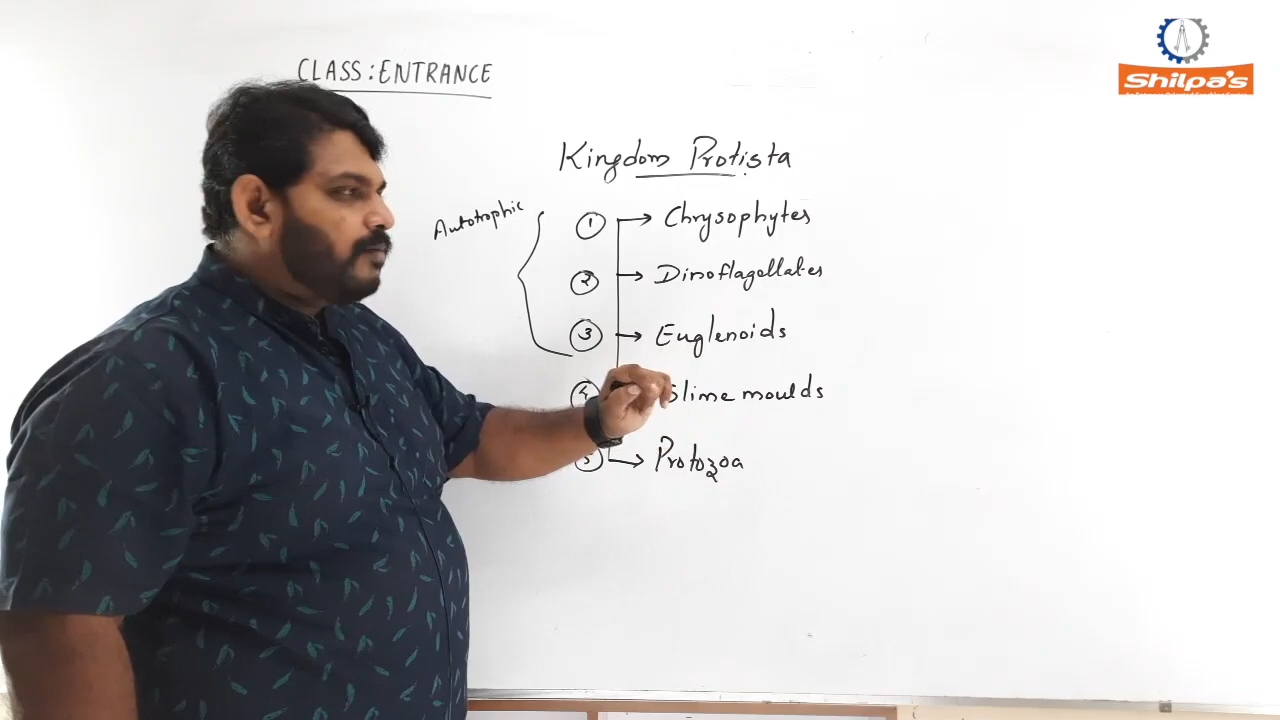 CLASS: ENTRANCE
Shilpa's
Kingdom Protista
Autotrophic
1 Chrysophytes
2 Dinoflagellates
3 Euglenoids
4 Slime moulds
5 Protozoa